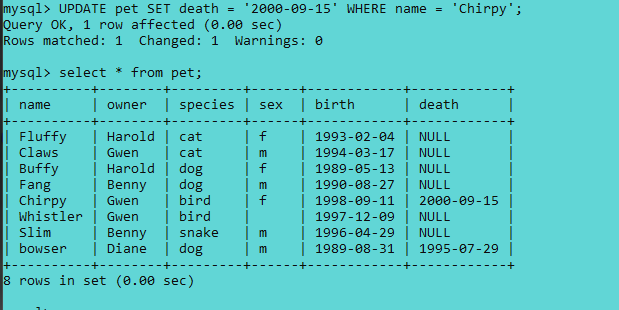 mysql> UPDATE pet SET death = '2000-09-15' WHERE name = 'Chirpy';
Query OK, 1 row affected (0.00 sec)
Rows matched: 1  Changed: 1  Warnings: 0
mysql> select * from pet;
+----------+--------+---------+------+------------+------------+
| name     | owner  | species | sex  | birth      | death      |
+----------+--------+---------+------+------------+------------+
| Fluffy   | Harold | cat     | f    | 1993-02-04 | NULL       |
| Claws    | Gwen   | cat     | m    | 1994-03-17 | NULL       |
| Buffy    | Harold | dog     | f    | 1989-05-13 | NULL       |
| Fang     | Benny  | dog     | m    | 1990-08-27 | NULL       |
| Chirpy   | Gwen   | bird    | f    | 1998-09-11 | 2000-09-15 |
| Whistler | Gwen   | bird    |      | 1997-12-09 | NULL       |
| Slim     | Benny  | snake   | m    | 1996-04-29 | NULL       |
| bowser   | Diane  | dog     | m    | 1989-08-31 | 1995-07-29 |
+----------+--------+---------+------+------------+------------+
8 rows in set (0.00 sec)